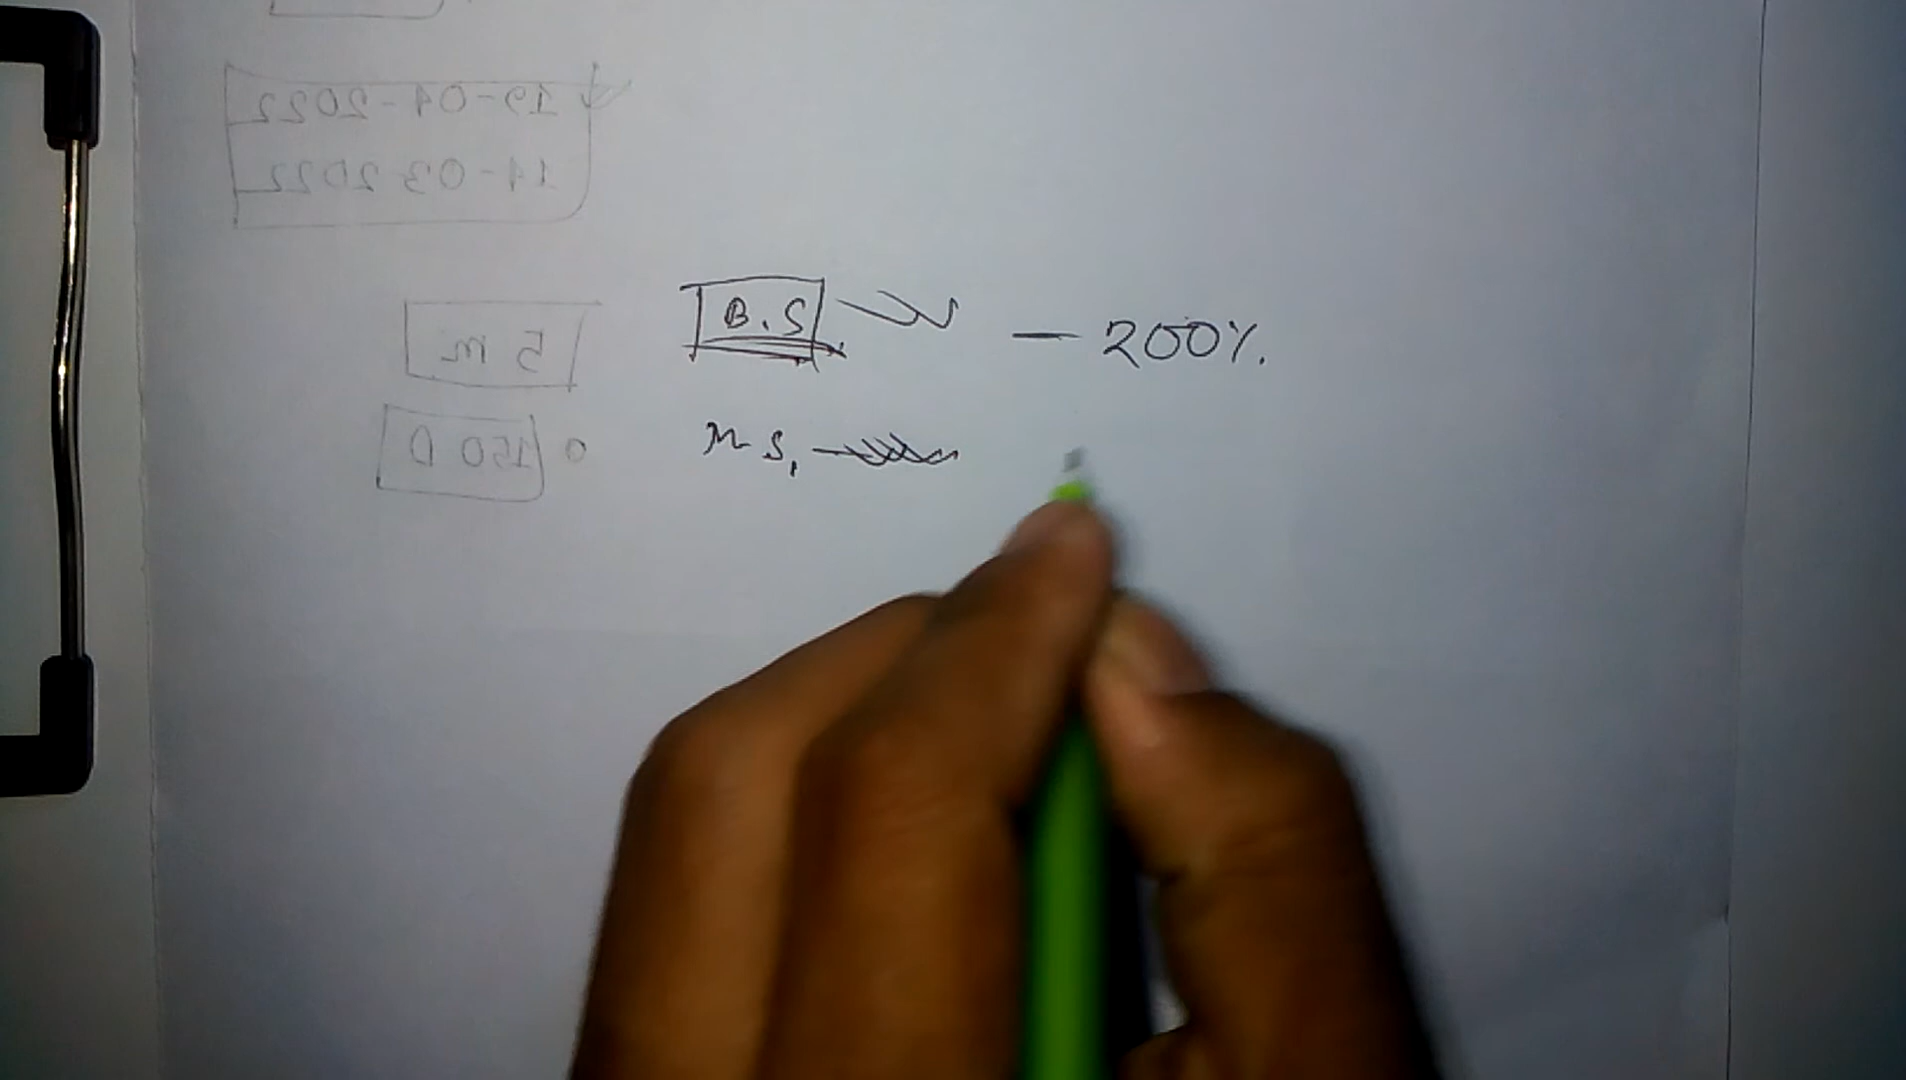 19-04-2022
14-03-2022
B.S — 200%.
5 m
M S,
150 D